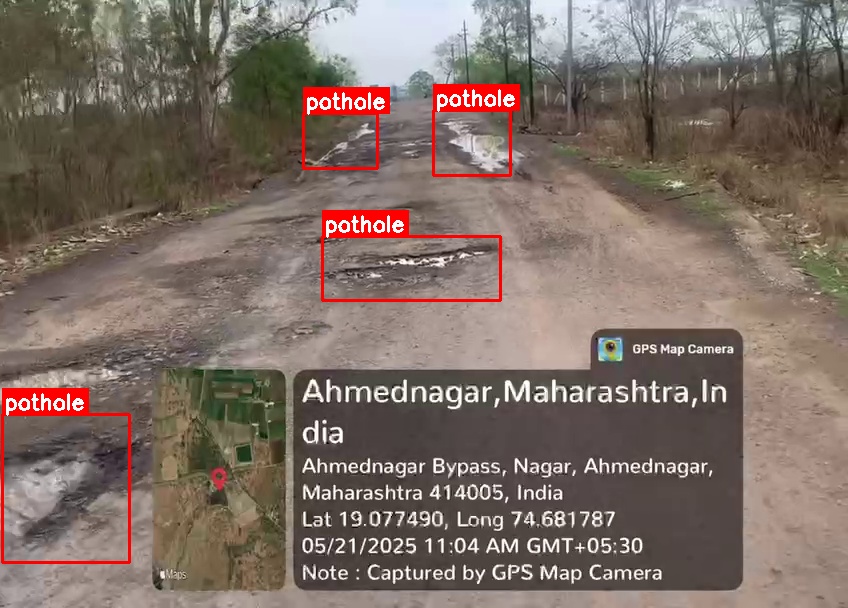 pothole
pothole
pothole
pothole
GPS Map Camera
Ahmednagar,Maharashtra,In
dia
Ahmednagar Bypass, Nagar, Ahmednagar,
Maharashtra 414005, India
Lat 19.077490, Long 74.681787
05/21/2025 11:04 AM GMT+05:30
Note : Captured by GPS Map Camera
Maps